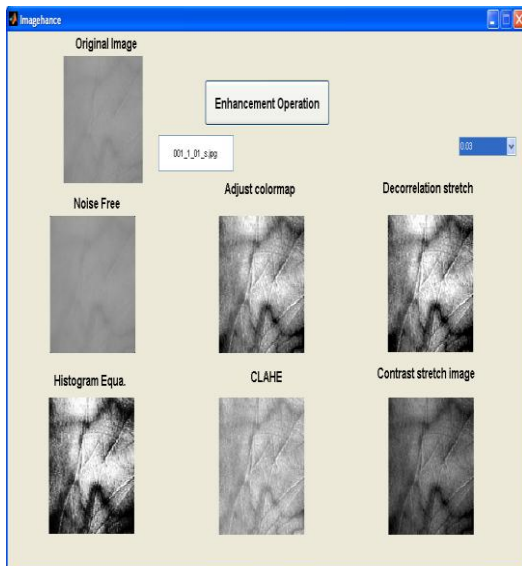 Imagehance
Original Image
Enhancement Operation
001_1_01_s.jpg
0.03
Noise Free
Adjust colormap
Decorrelation stretch
Histogram Equa.
CLAHE
Contrast stretch image